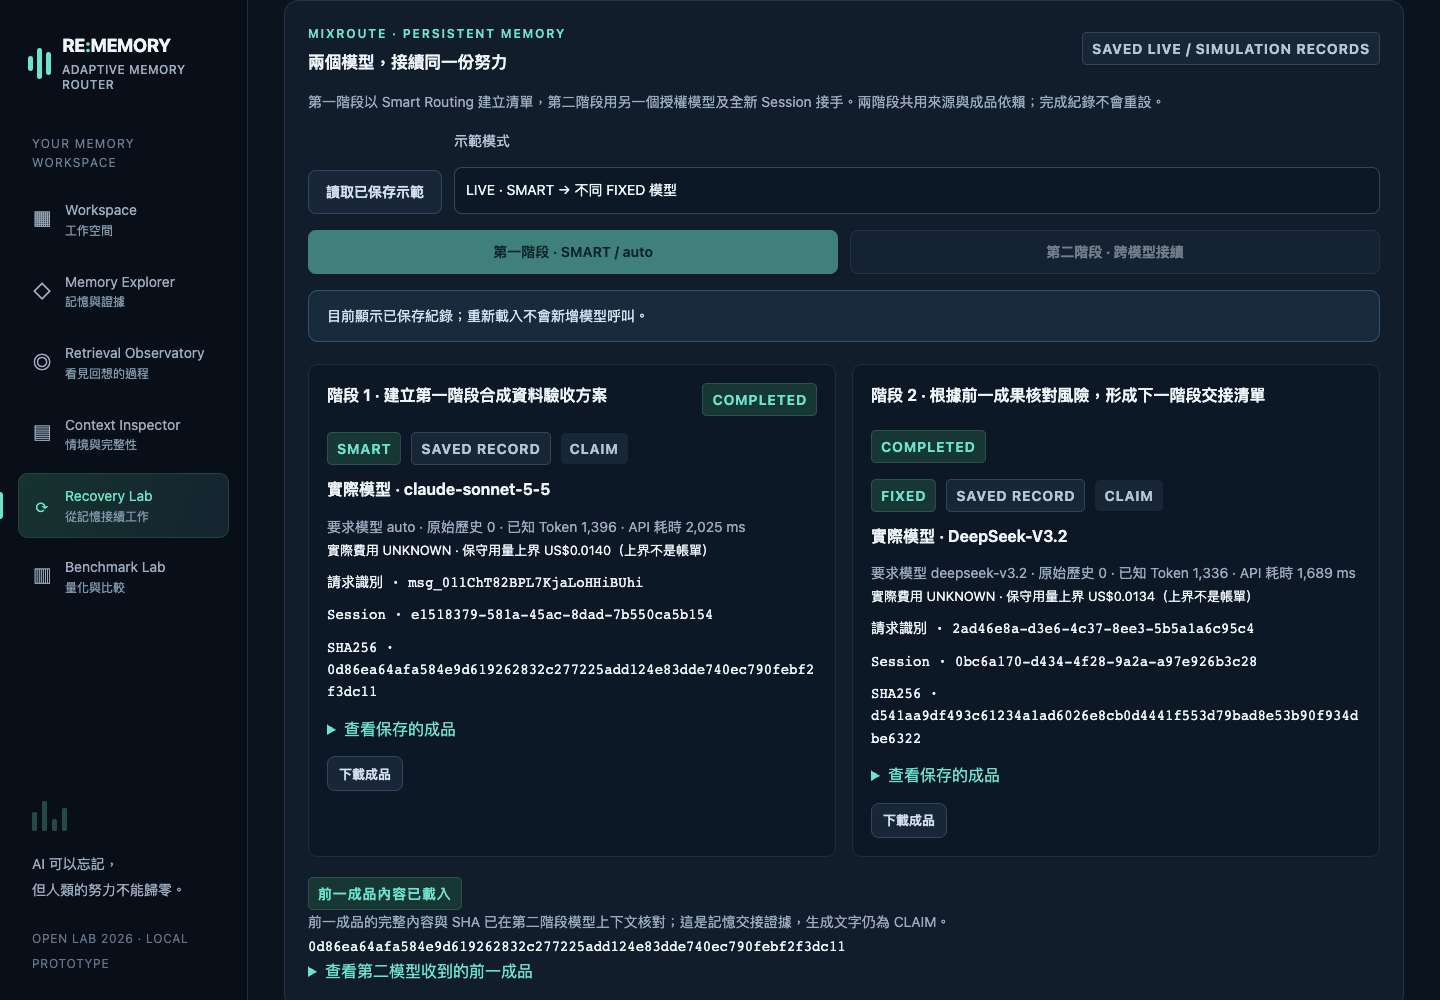 RE:MEMORY
ADAPTIVE MEMORY
ROUTER
YOUR MEMORY
WORKSPACE
Workspace
工作空間
Memory Explorer
記憶與證據
Retrieval Observatory
看見回想的過程
Context Inspector
情境與完整性
Recovery Lab
從記憶接續工作
Benchmark Lab
量化與比較
AI 可以忘記，
但人類的努力不能歸零。
OPEN LAB 2026 · LOCAL
PROTOTYPE
MIXROUTE · PERSISTENT MEMORY
兩個模型，接續同一份努力
SAVED LIVE / SIMULATION RECORDS
第一階段以 Smart Routing 建立清單，第二階段用另一個授權模型及全新 Session 接手。兩階段共用來源與成品依賴；完成紀錄不會重設。
示範模式
讀取已保存示範
LIVE · SMART → 不同 FIXED 模型
第一階段 · SMART / auto
第二階段 · 跨模型接續
目前顯示已保存紀錄；重新載入不會新增模型呼叫。
階段 1 · 建立第一階段合成資料驗收方案
COMPLETED
SMART
SAVED RECORD
CLAIM
實際模型 · claude-sonnet-5-5
要求模型 auto · 原始歷史 0 · 已知 Token 1,396 · API 耗時 2,025 ms
實際費用 UNKNOWN · 保守用量上界 US$0.0140（上界不是帳單）
請求識別 · msg_011ChT82BPL7KjaLoHHiBUhi
Session · e1518379-581a-45ac-8dad-7b550ca5b154
SHA256 ·
0d86ea64afa584e9d619262832c277225add124e83dde740ec790febf2
f3dc11
▶ 查看保存的成品
下載成品
階段 2 · 根據前一成果核對風險，形成下一階段交接清單
COMPLETED
FIXED
SAVED RECORD
CLAIM
實際模型 · DeepSeek-V3.2
要求模型 deepseek-v3.2 · 原始歷史 0 · 已知 Token 1,336 · API 耗時 1,689 ms
實際費用 UNKNOWN · 保守用量上界 US$0.0134（上界不是帳單）
請求識別 · 2ad46e8a-d3e6-4c37-8ee3-5b5a1a6c95c4
Session · 0bc6a170-d434-4f28-9a2a-a97e926b3c28
SHA256 ·
d541aa9df493c61234a1ad6026e8cb0d4441f553d79bad8e53b90f934d
be6322
▶ 查看保存的成品
下載成品
前一成品內容已載入
前一成品的完整內容與 SHA 已在第二階段模型上下文核對；這是記憶交接證據，生成文字仍為 CLAIM。
0d86ea64afa584e9d619262832c277225add124e83dde740ec790febf2f3dc11
▶ 查看第二模型收到的前一成品